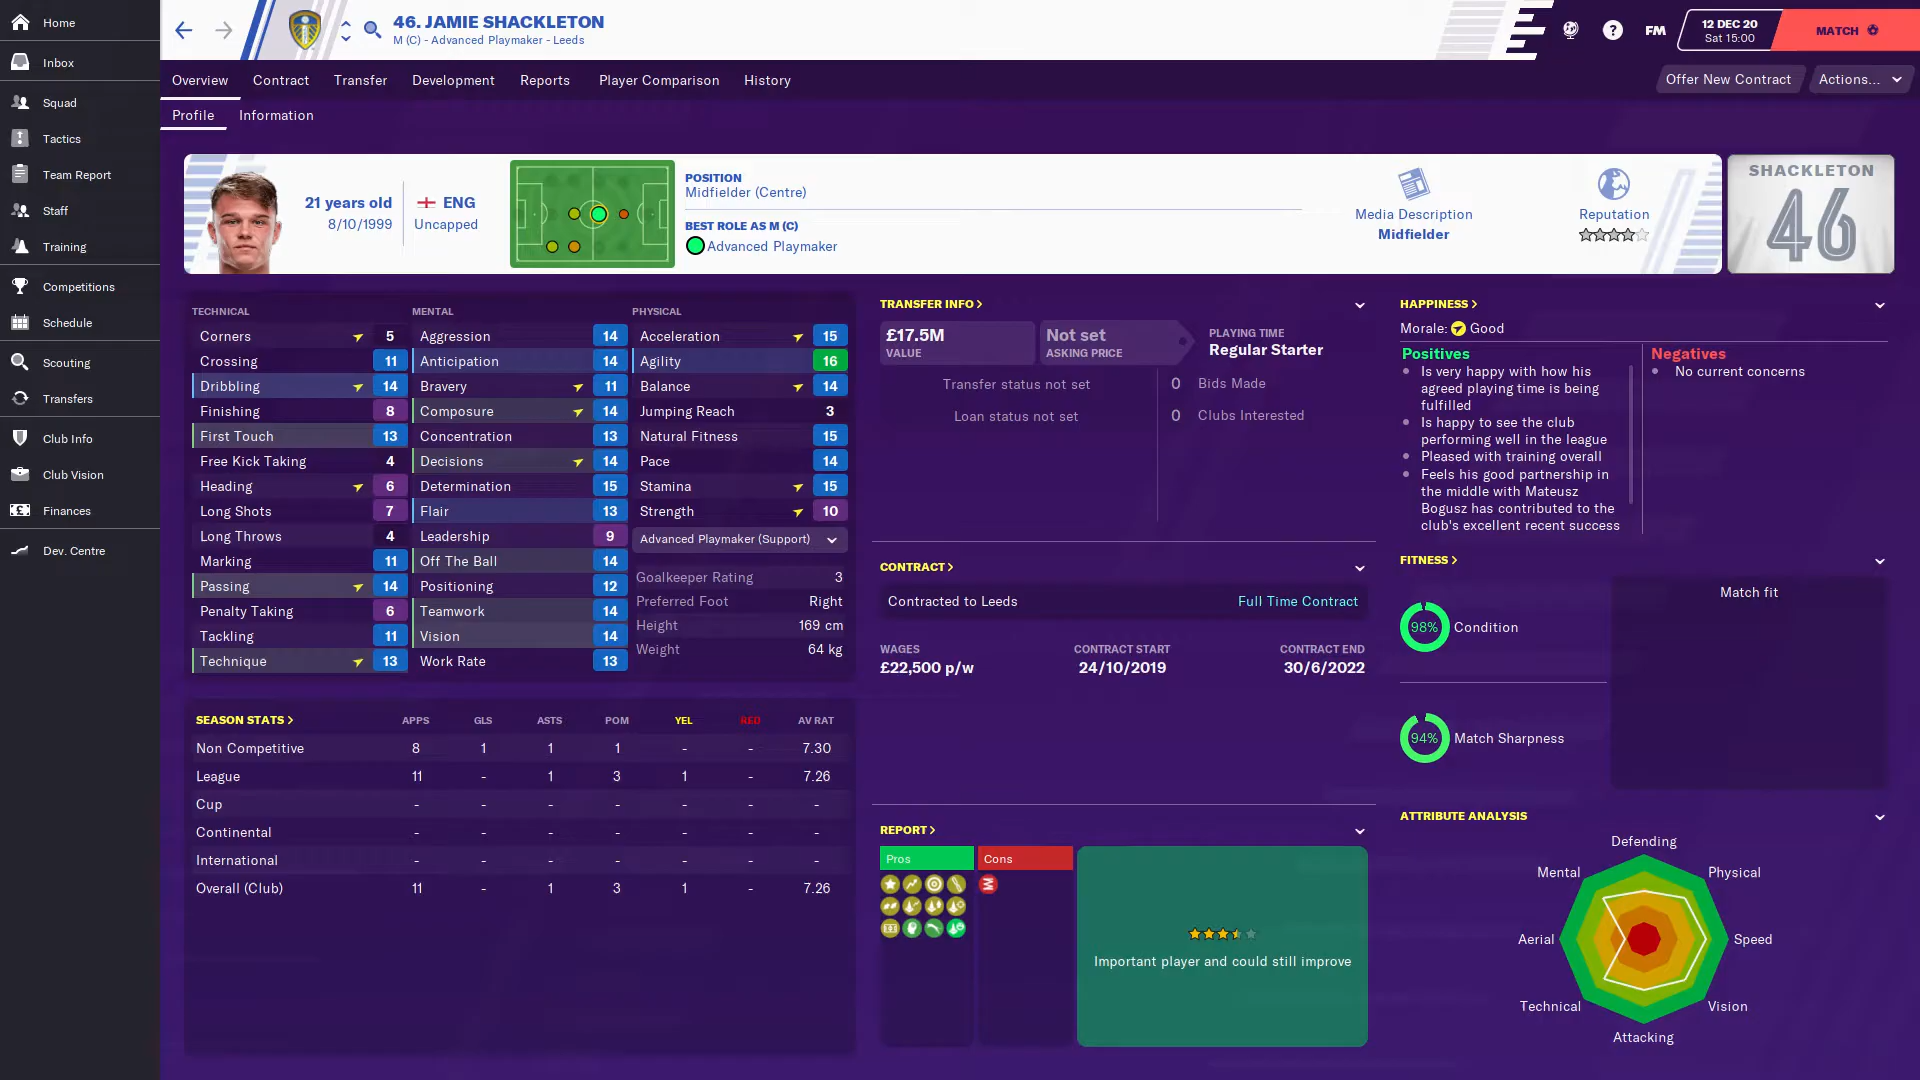 Home
Inbox
Squad
Tactics
Team Report
Staff
Training
Competitions
Schedule
Scouting
Transfers
Club Info
Club Vision
Finances
Dev. Centre
46. JAMIE SHACKLETON
M (C) - Advanced Playmaker - Leeds
?
FM
12 DEC 20
Sat 15:00
MATCH
Overview Contract Transfer Development Reports Player Comparison History
Offer New Contract Actions...
Profile Information
21 years old
8/10/1999
ENG
Uncapped
POSITION
Midfielder (Centre)
BEST ROLE AS M (C)
Advanced Playmaker
Media Description
Midfielder
Reputation
SHACKLETON
46
TECHNICAL
Corners 5
Crossing 11
Dribbling 14
Finishing 8
First Touch 13
Free Kick Taking 4
Heading 6
Long Shots 7
Long Throws 4
Marking 11
Passing 14
Penalty Taking 6
Tackling 11
Technique 13
MENTAL
Aggression 14
Anticipation 14
Bravery 11
Composure 14
Concentration 13
Decisions 14
Determination 15
Flair 13
Leadership 9
Off The Ball 14
Positioning 12
Teamwork 14
Vision 14
Work Rate 13
PHYSICAL
Acceleration 15
Agility 16
Balance 14
Jumping Reach 3
Natural Fitness 15
Pace 14
Stamina 15
Strength 10
Advanced Playmaker (Support)
Goalkeeper Rating 3
Preferred Foot Right
Height 169 cm
Weight 64 kg
SEASON STATS > APPS GLS ASTS POM YEL RED AV RAT
Non Competitive 8 1 1 1 - - 7.30
League 11 - 1 3 1 - 7.26
Cup - - - - - - -
Continental - - - - - - -
International - - - - - - -
Overall (Club) 11 - 1 3 1 - 7.26
TRANSFER INFO >
£17.5M
VALUE
Not set
ASKING PRICE
PLAYING TIME
Regular Starter
Transfer status not set
Loan status not set
0 Bids Made
0 Clubs Interested
CONTRACT >
Contracted to Leeds Full Time Contract
WAGES
£22,500 p/w
CONTRACT START
24/10/2019
CONTRACT END
30/6/2022
REPORT >
Pros
Cons
Important player and could still improve
HAPPINESS >
Morale: Good
Positives
Is very happy with how his
agreed playing time is being
fulfilled
Is happy to see the club
performing well in the league
Pleased with training overall
Feels his good partnership in
the middle with Mateusz
Bogusz has contributed to the
club's excellent recent success
Negatives
No current concerns
FITNESS >
98% Condition
94% Match Sharpness
Match fit
ATTRIBUTE ANALYSIS
Defending
Mental
Physical
Aerial
Speed
Technical
Vision
Attacking